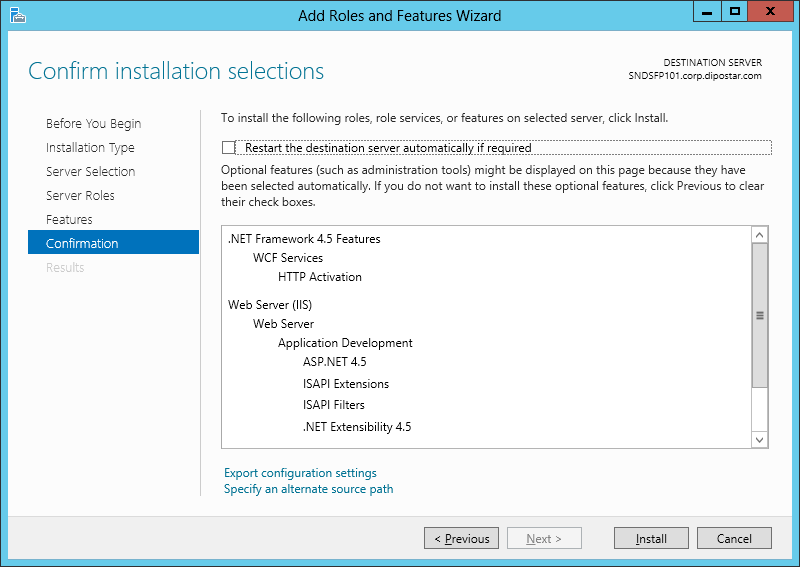 Add Roles and Features Wizard
Confirm installation selections
DESTINATION SERVER
SNDSFP101.corp.dipostar.com
Before You Begin
Installation Type
Server Selection
Server Roles
Features
Confirmation
Results
To install the following roles, role services, or features on selected server, click Install.
Restart the destination server automatically if required
Optional features (such as administration tools) might be displayed on this page because they have
been selected automatically. If you do not want to install these optional features, click Previous to clear
their check boxes.
.NET Framework 4.5 Features
WCF Services
HTTP Activation
Web Server (IIS)
Web Server
Application Development
ASP.NET 4.5
ISAPI Extensions
ISAPI Filters
.NET Extensibility 4.5
Export configuration settings
Specify an alternate source path
< Previous
Next >
Install
Cancel